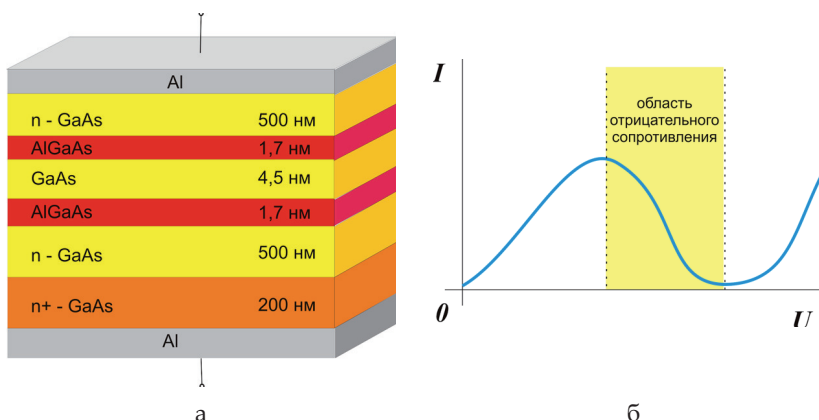 Al
n - GaAs 500 нм
AlGaAs 1,7 нм
GaAs 4,5 нм
AlGaAs 1,7 нм
n - GaAs 500 нм
n+ - GaAs 200 нм
Al
а
I
область
отрицательного
сопротивления
0
U
б